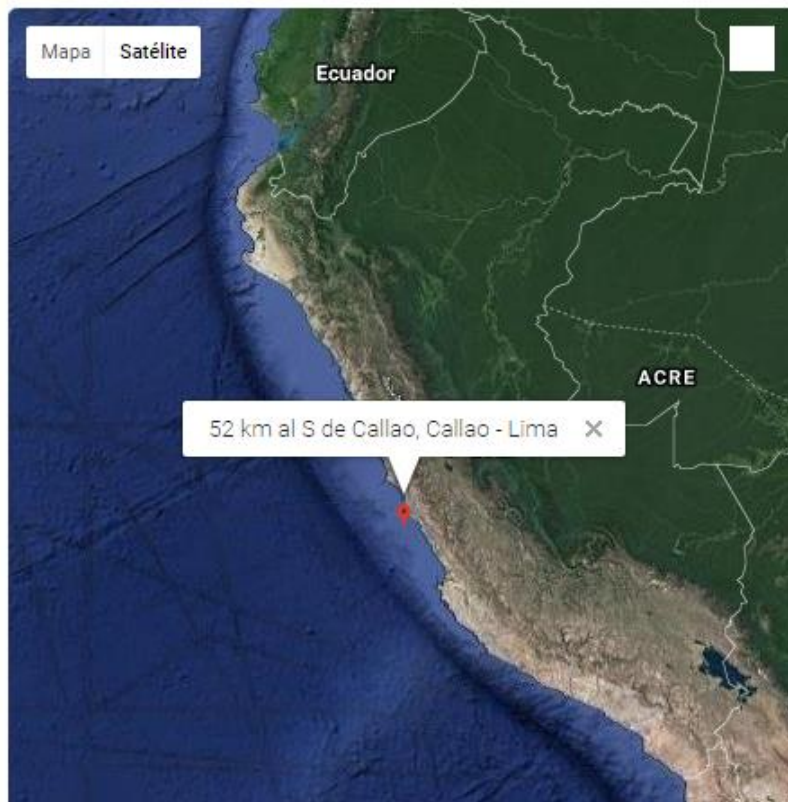 Mapa
Satélite
Ecuador
ACRE
52 km al S de Callao, Callao - Lima